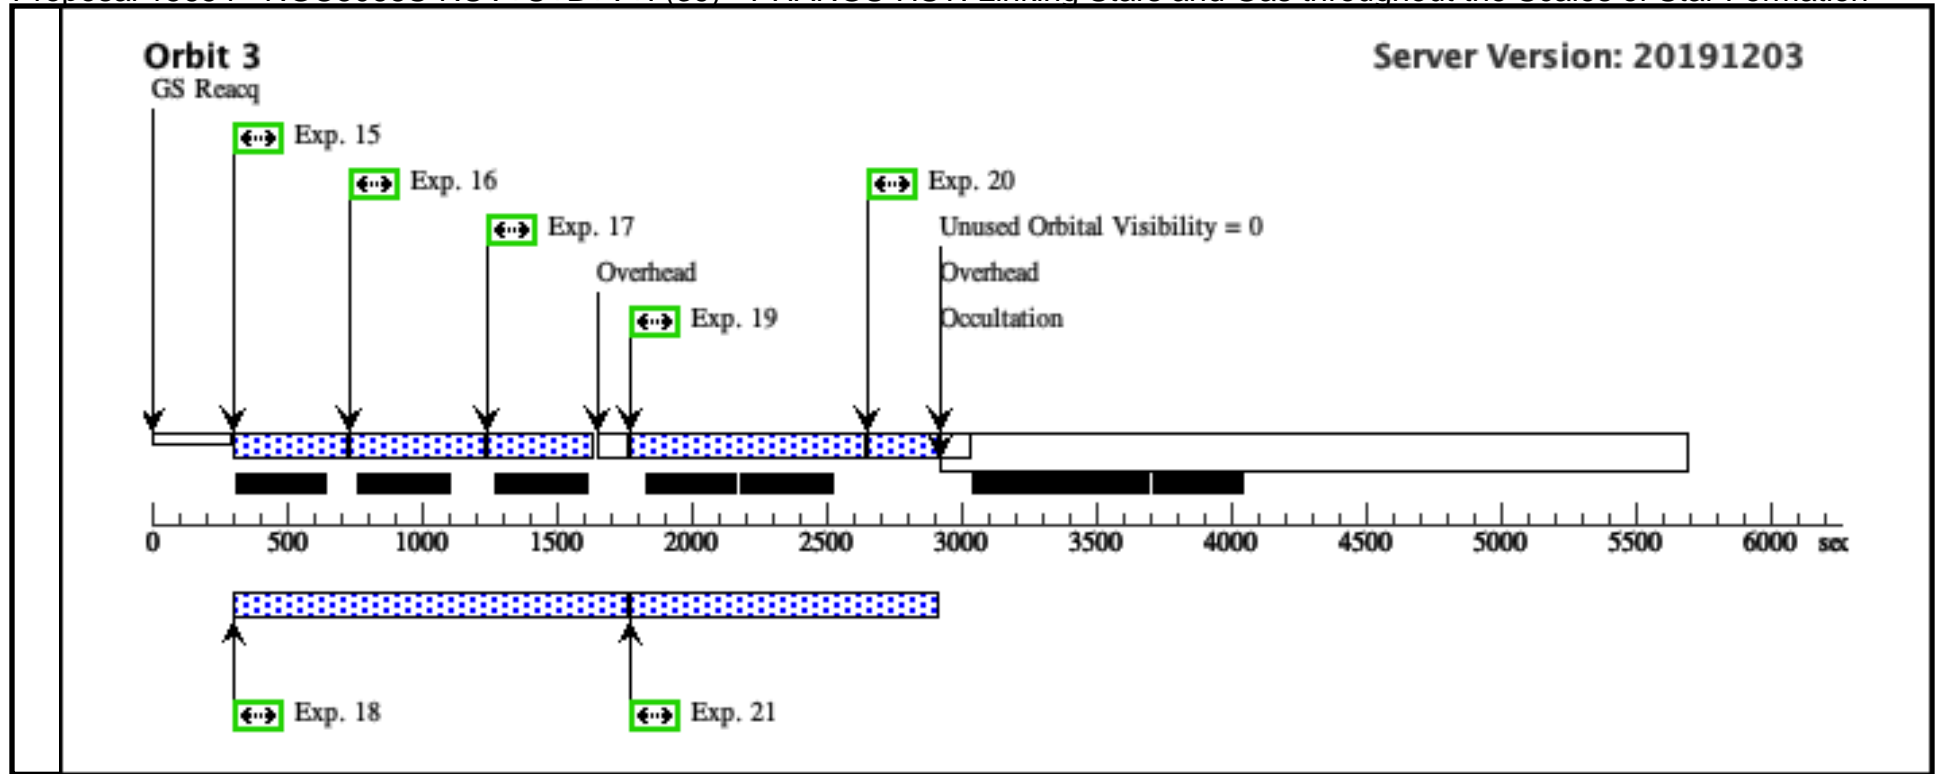 Orbit 3
Server Version: 20191203
GS Reacq
Exp. 15
Exp. 16
Exp. 20
Exp. 17
Unused Orbital Visibility = 0
Overhead
Overhead
Exp. 19
Occultation
0 500 1000 1500 2000 2500 3000 3500 4000 4500 5000 5500 6000 sec
Exp. 18
Exp. 21